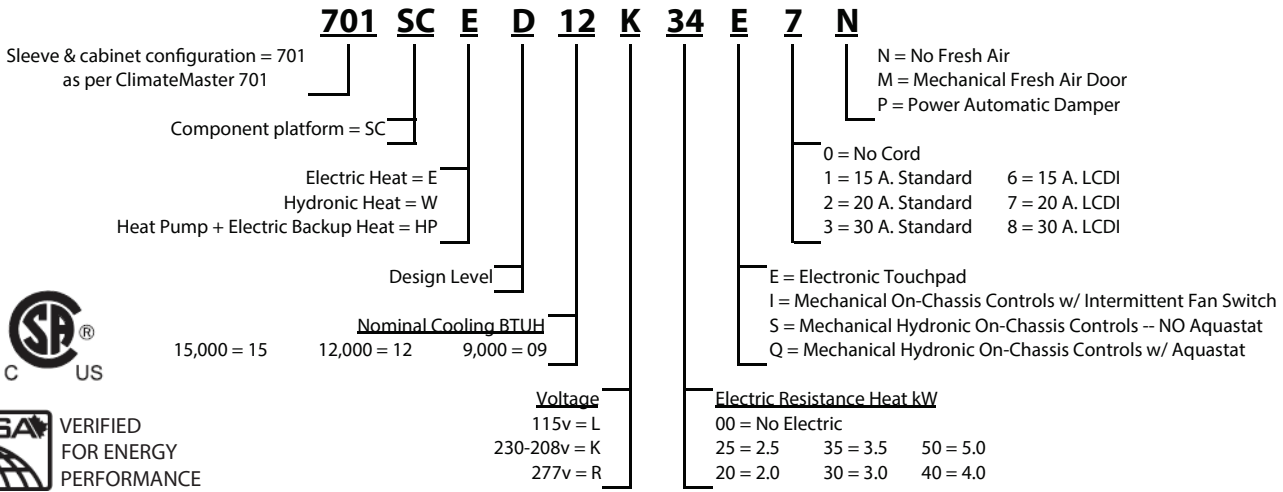 701 SC E D 12 K 34 E 7 N
Sleeve & cabinet configuration = 701
as per ClimateMaster 701
Component platform = SC
Electric Heat = E
Hydronic Heat = W
Heat Pump + Electric Backup Heat = HP
Design Level
Nominal Cooling BTUH
15,000 = 15 12,000 = 12 9,000 = 09
Voltage
115v = L
230-208v = K
277v = R
N = No Fresh Air
M = Mechanical Fresh Air Door
P = Power Automatic Damper
0 = No Cord
1 = 15 A. Standard 6 = 15 A. LCDI
2 = 20 A. Standard 7 = 20 A. LCDI
3 = 30 A. Standard 8 = 30 A. LCDI
E = Electronic Touchpad
I = Mechanical On-Chassis Controls w/ Intermittent Fan Switch
S = Mechanical Hydronic On-Chassis Controls -- NO Aquastat
Q = Mechanical Hydronic On-Chassis Controls w/ Aquastat
Electric Resistance Heat kW
00 = No Electric
25 = 2.5 35 = 3.5 50 = 5.0
20 = 2.0 30 = 3.0 40 = 4.0
SA ®
C US
SA
VERIFIED
FOR ENERGY
PERFORMANCE